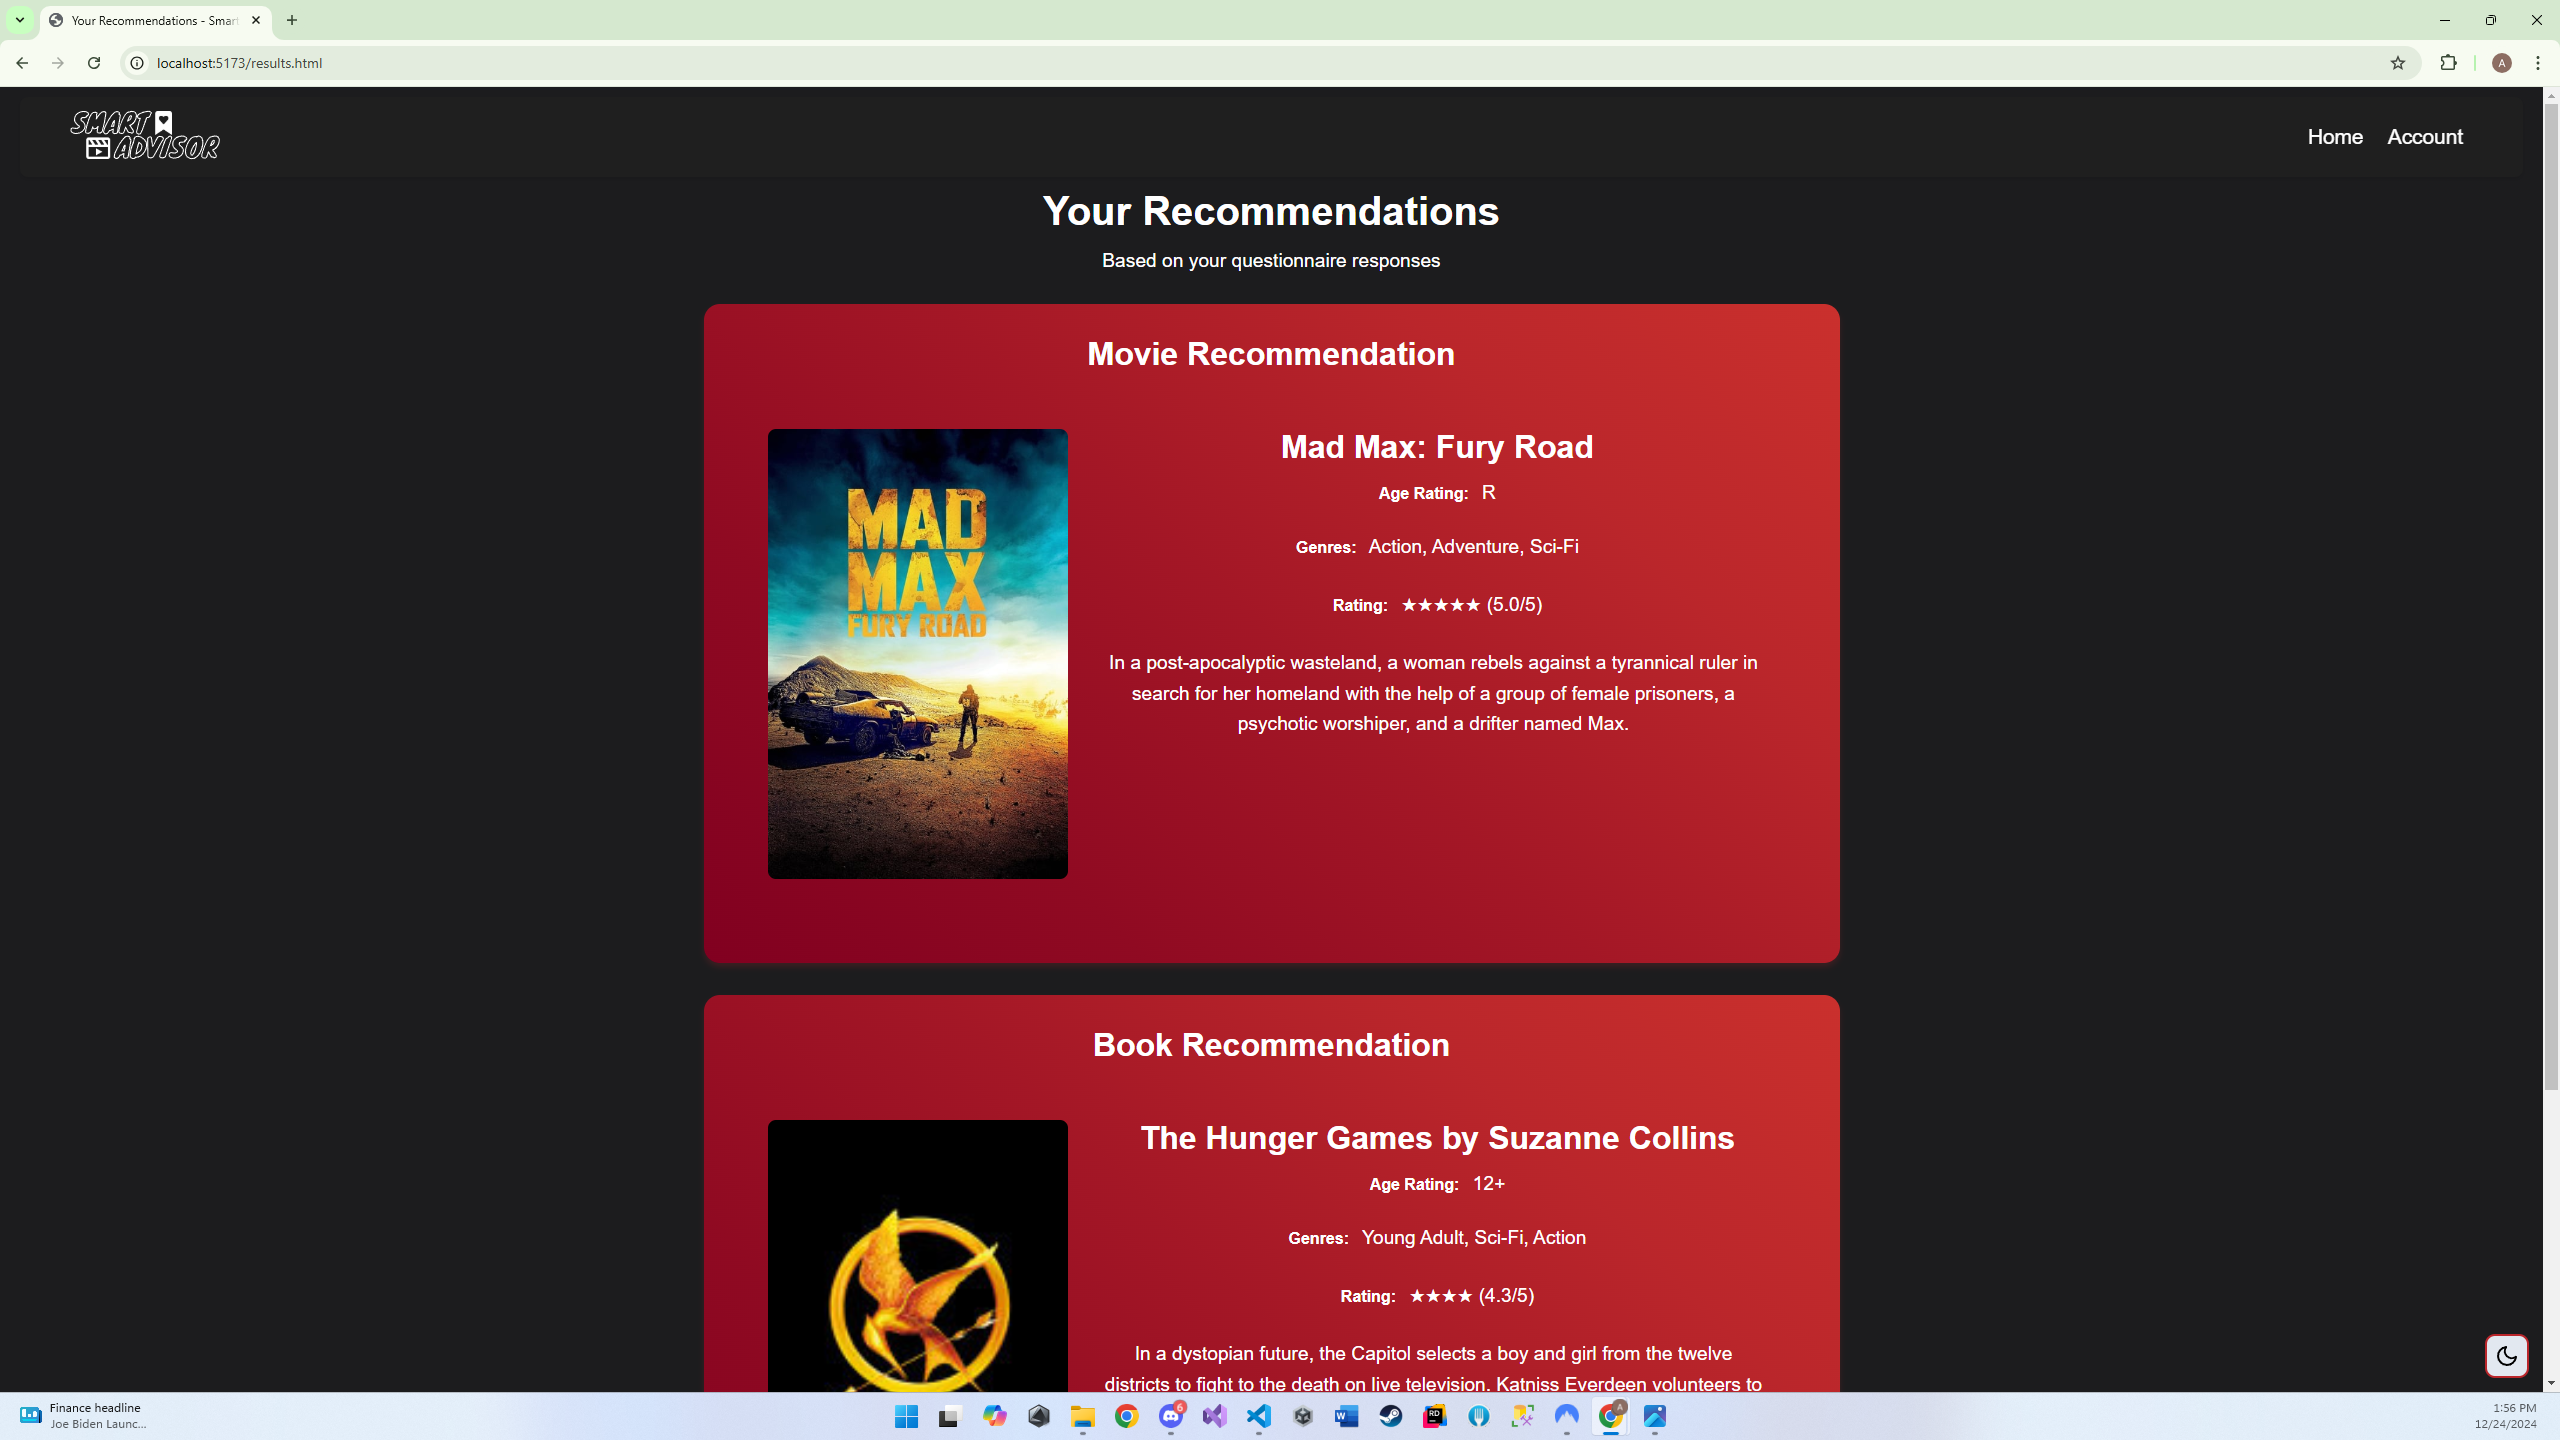 Your Recommendations - Smar
localhost:5173/results.html
A
SMART
ADVISOR
Home Account
Your Recommendations
Based on your questionnaire responses
Movie Recommendation
MAD
MAX
FURY ROAD
Mad Max: Fury Road
Age Rating: R
Genres: Action, Adventure, Sci-Fi
Rating: ★★★★★ (5.0/5)
In a post-apocalyptic wasteland, a woman rebels against a tyrannical ruler in
search for her homeland with the help of a group of female prisoners, a
psychotic worshiper, and a drifter named Max.
Book Recommendation
The Hunger Games by Suzanne Collins
Age Rating: 12+
Genres: Young Adult, Sci-Fi, Action
Rating: ★★★★ (4.3/5)
In a dystopian future, the Capitol selects a boy and girl from the twelve
districts to fight to the death on live television. Katniss Everdeen volunteers to
Finance headline
Joe Biden Launc...
6
W
RD
A
1:56 PM
12/24/2024